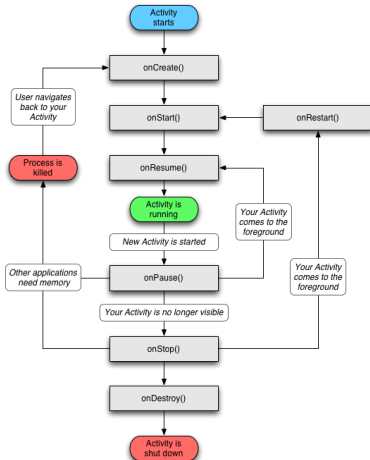 Activity
starts
onCreate()
User navigates
back to your
Activity
onStart()
onRestart()
Process is
killed
onResume()
Activity is
running
New Activity is started
Your Activity
comes to the
foreground
Your Activity
comes to the
foreground
Other applications
need memory
onPause()
Your Activity is no longer visible
onStop()
onDestroy()
Activity is
shut down